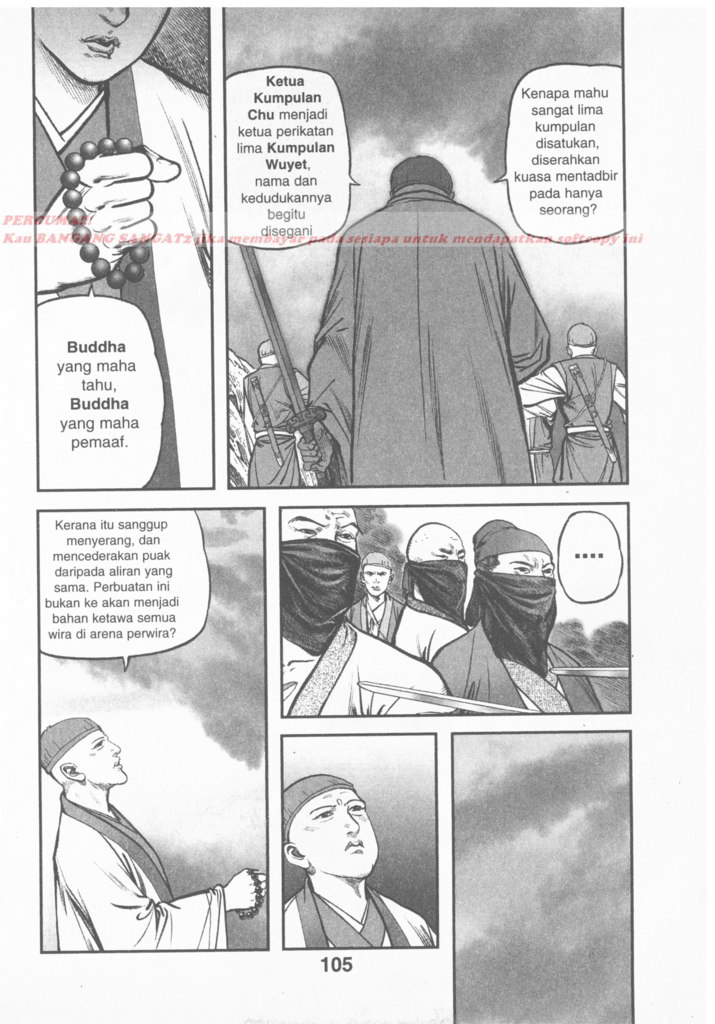 Kenapa mahu
sangat lima
kumpulan
disatukan,
diserahkan
kuasa mentadbir
pada hanya
seorang?
Ketua
Kumpulan
Chu menjadi
ketua perikatan
lima Kumpulan
Wuyet,
nama dan
kedudukannya
begitu
disegani
PERCUMA!!!
Kau BANGANG SANGAT2 jika membayar pada sesiapa untuk mendapatkan softcopy ini
Buddha
yang maha
tahu,
Buddha
yang maha
pemaaf.
....
Kerana itu sanggup
menyerang, dan
mencederakan puak
daripada aliran yang
sama. Perbuatan ini
bukan ke akan menjadi
bahan ketawa semua
wira di arena perwira?
105